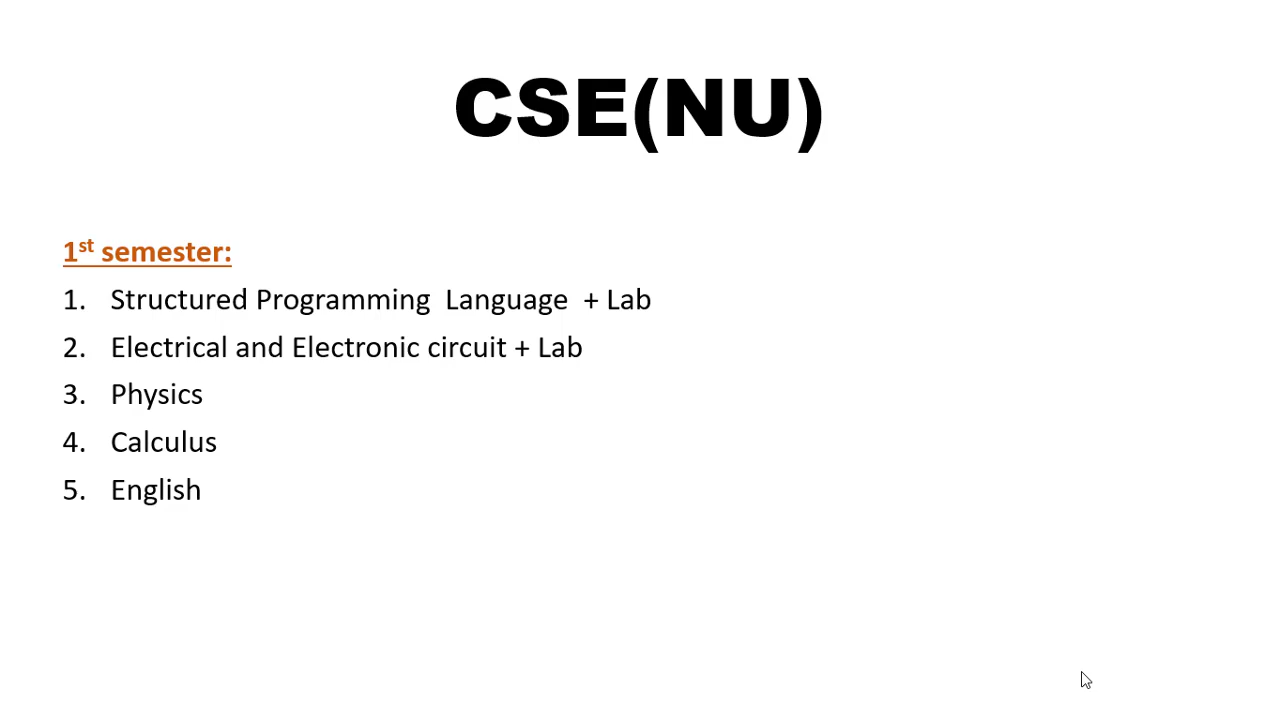 CSE(NU)
1st semester:
1. Structured Programming Language + Lab
2. Electrical and Electronic circuit + Lab
3. Physics
4. Calculus
5. English